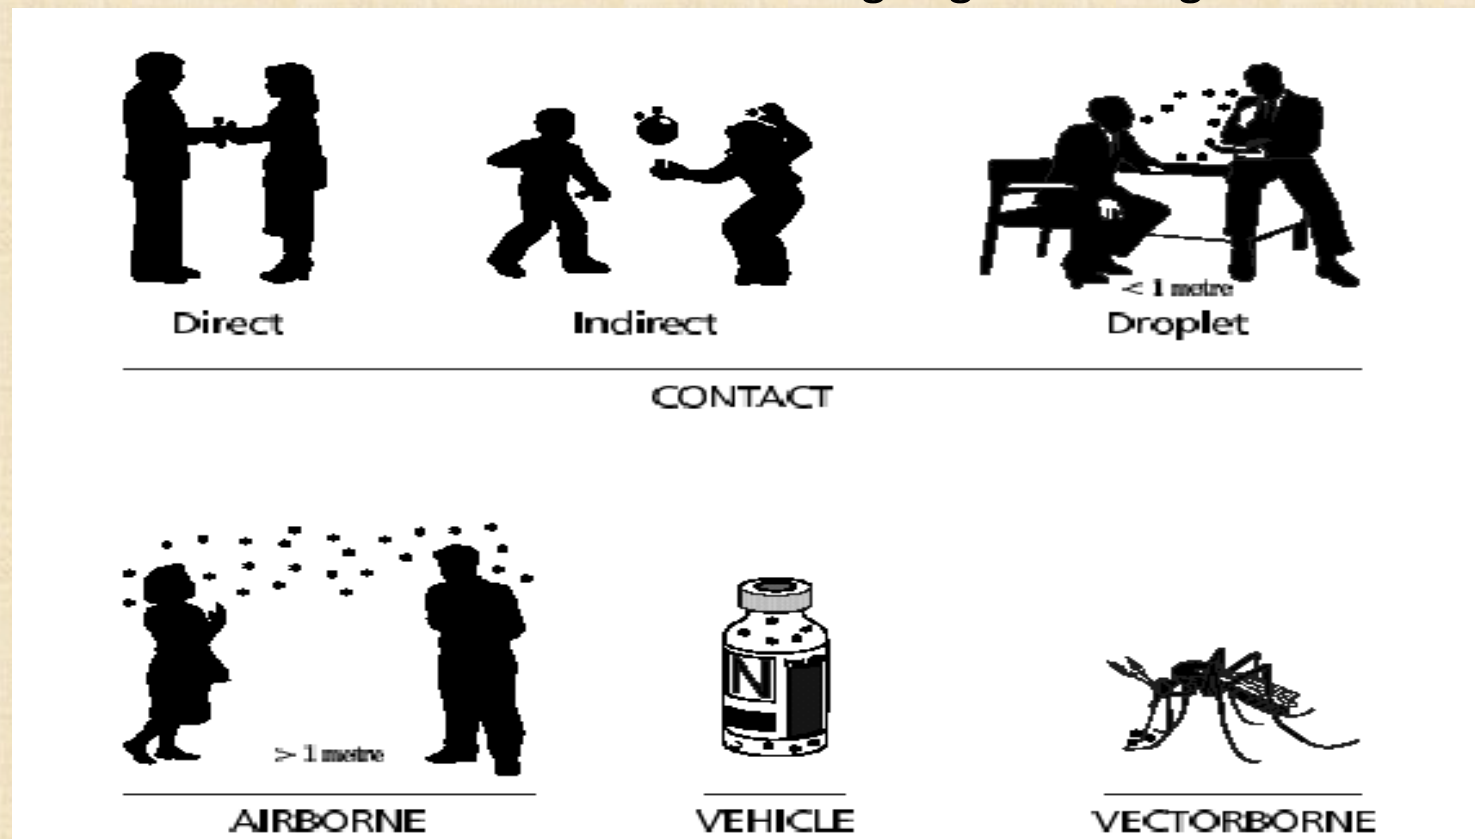 < 1 metre
Direct Indirect Droplet
CONTACT
N
> 1 metre
AIRBORNE VEHICLE VECTORBORNE